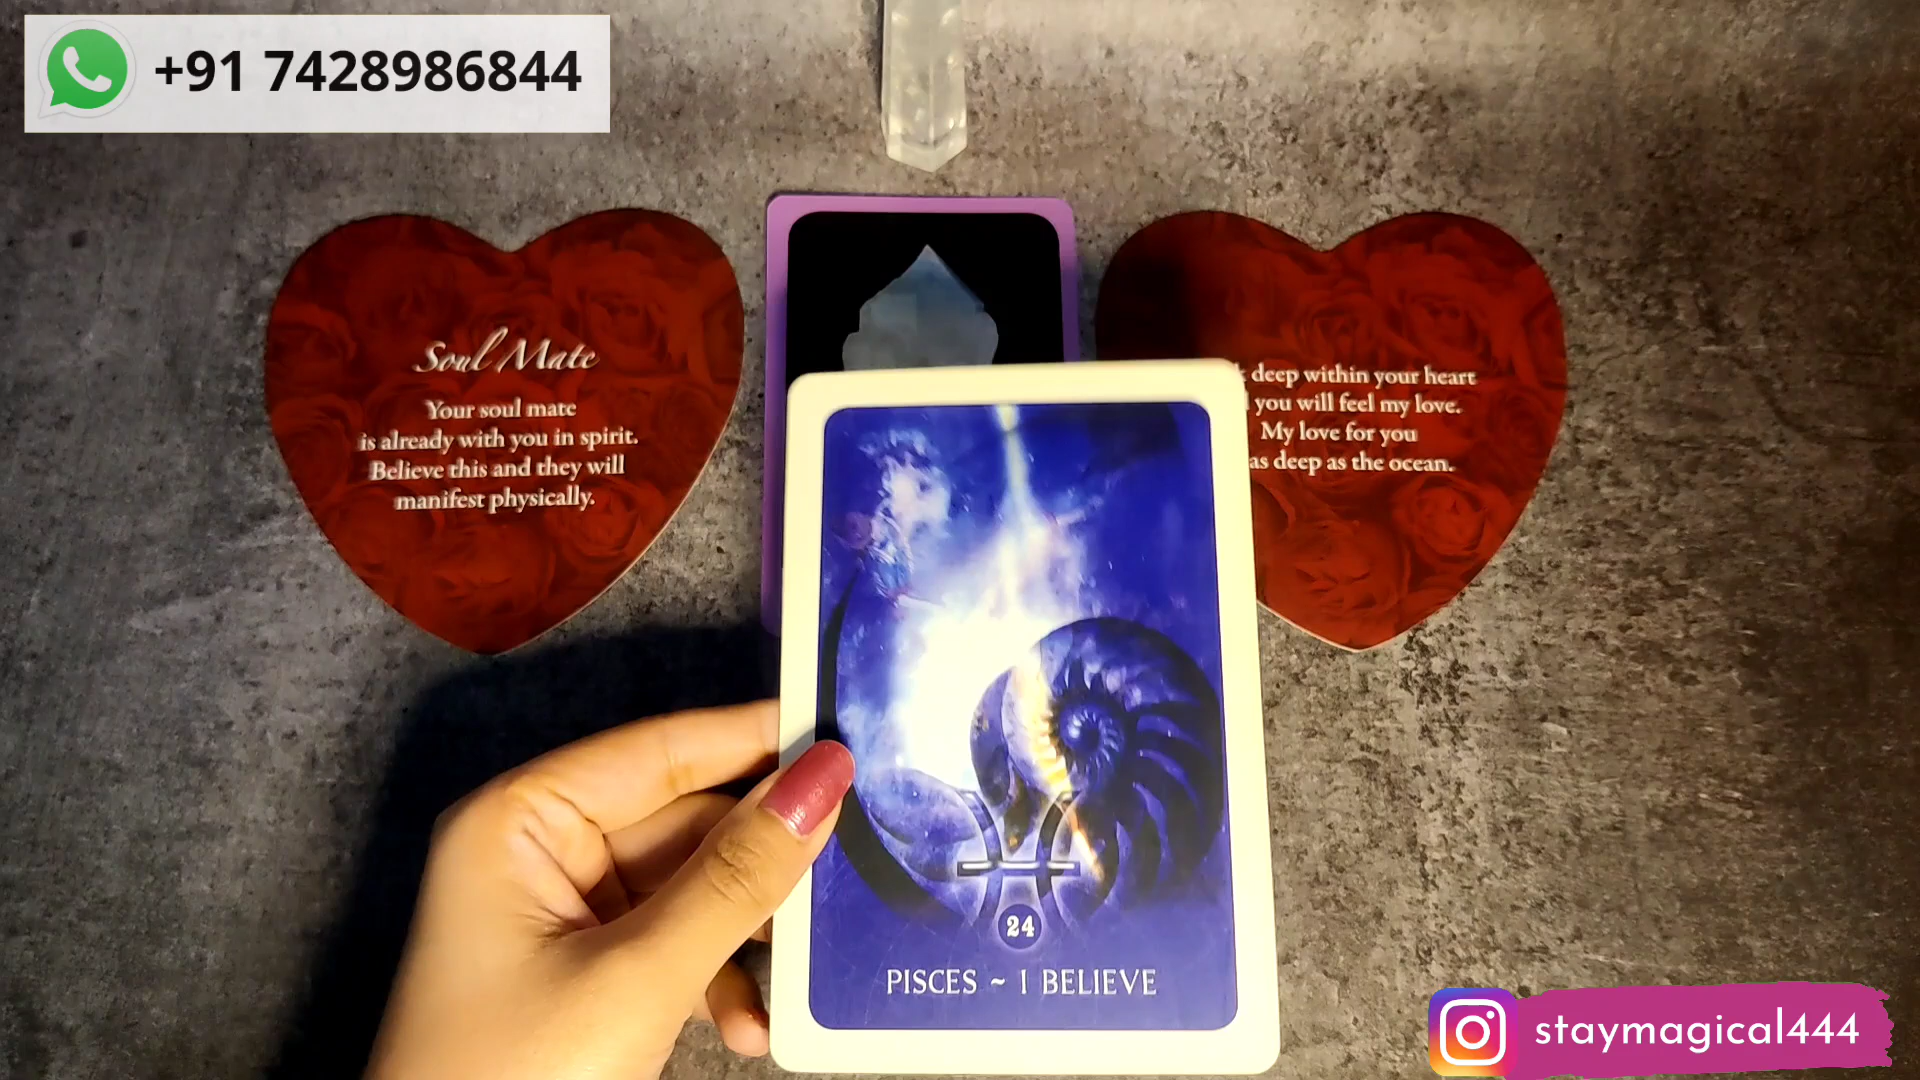 +91 7428986844
Soul Mate
Your soul mate
is already with you in spirit.
Believe this and they will
manifest physically.
deep within your heart
you will feel my love.
My love for you
as deep as the ocean.
24
PISCES ~ I BELIEVE
staymagical444